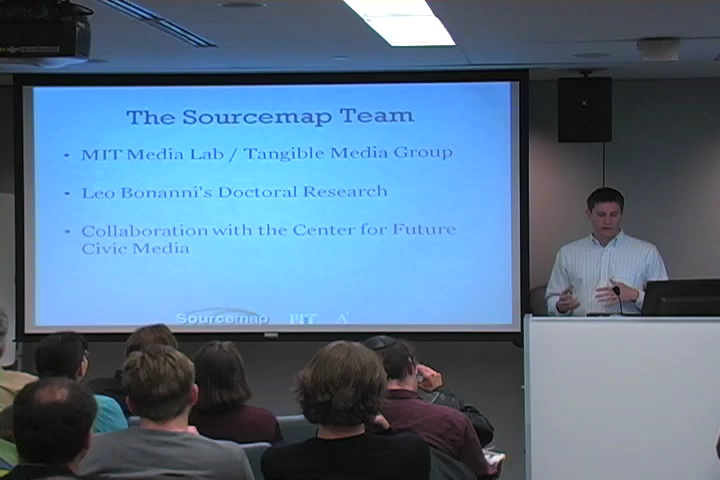 The Sourcemap Team
• MIT Media Lab / Tangible Media Group
• Leo Bonanni's Doctoral Research
• Collaboration with the Center for Future
Civic Media
Sourcemap MIT